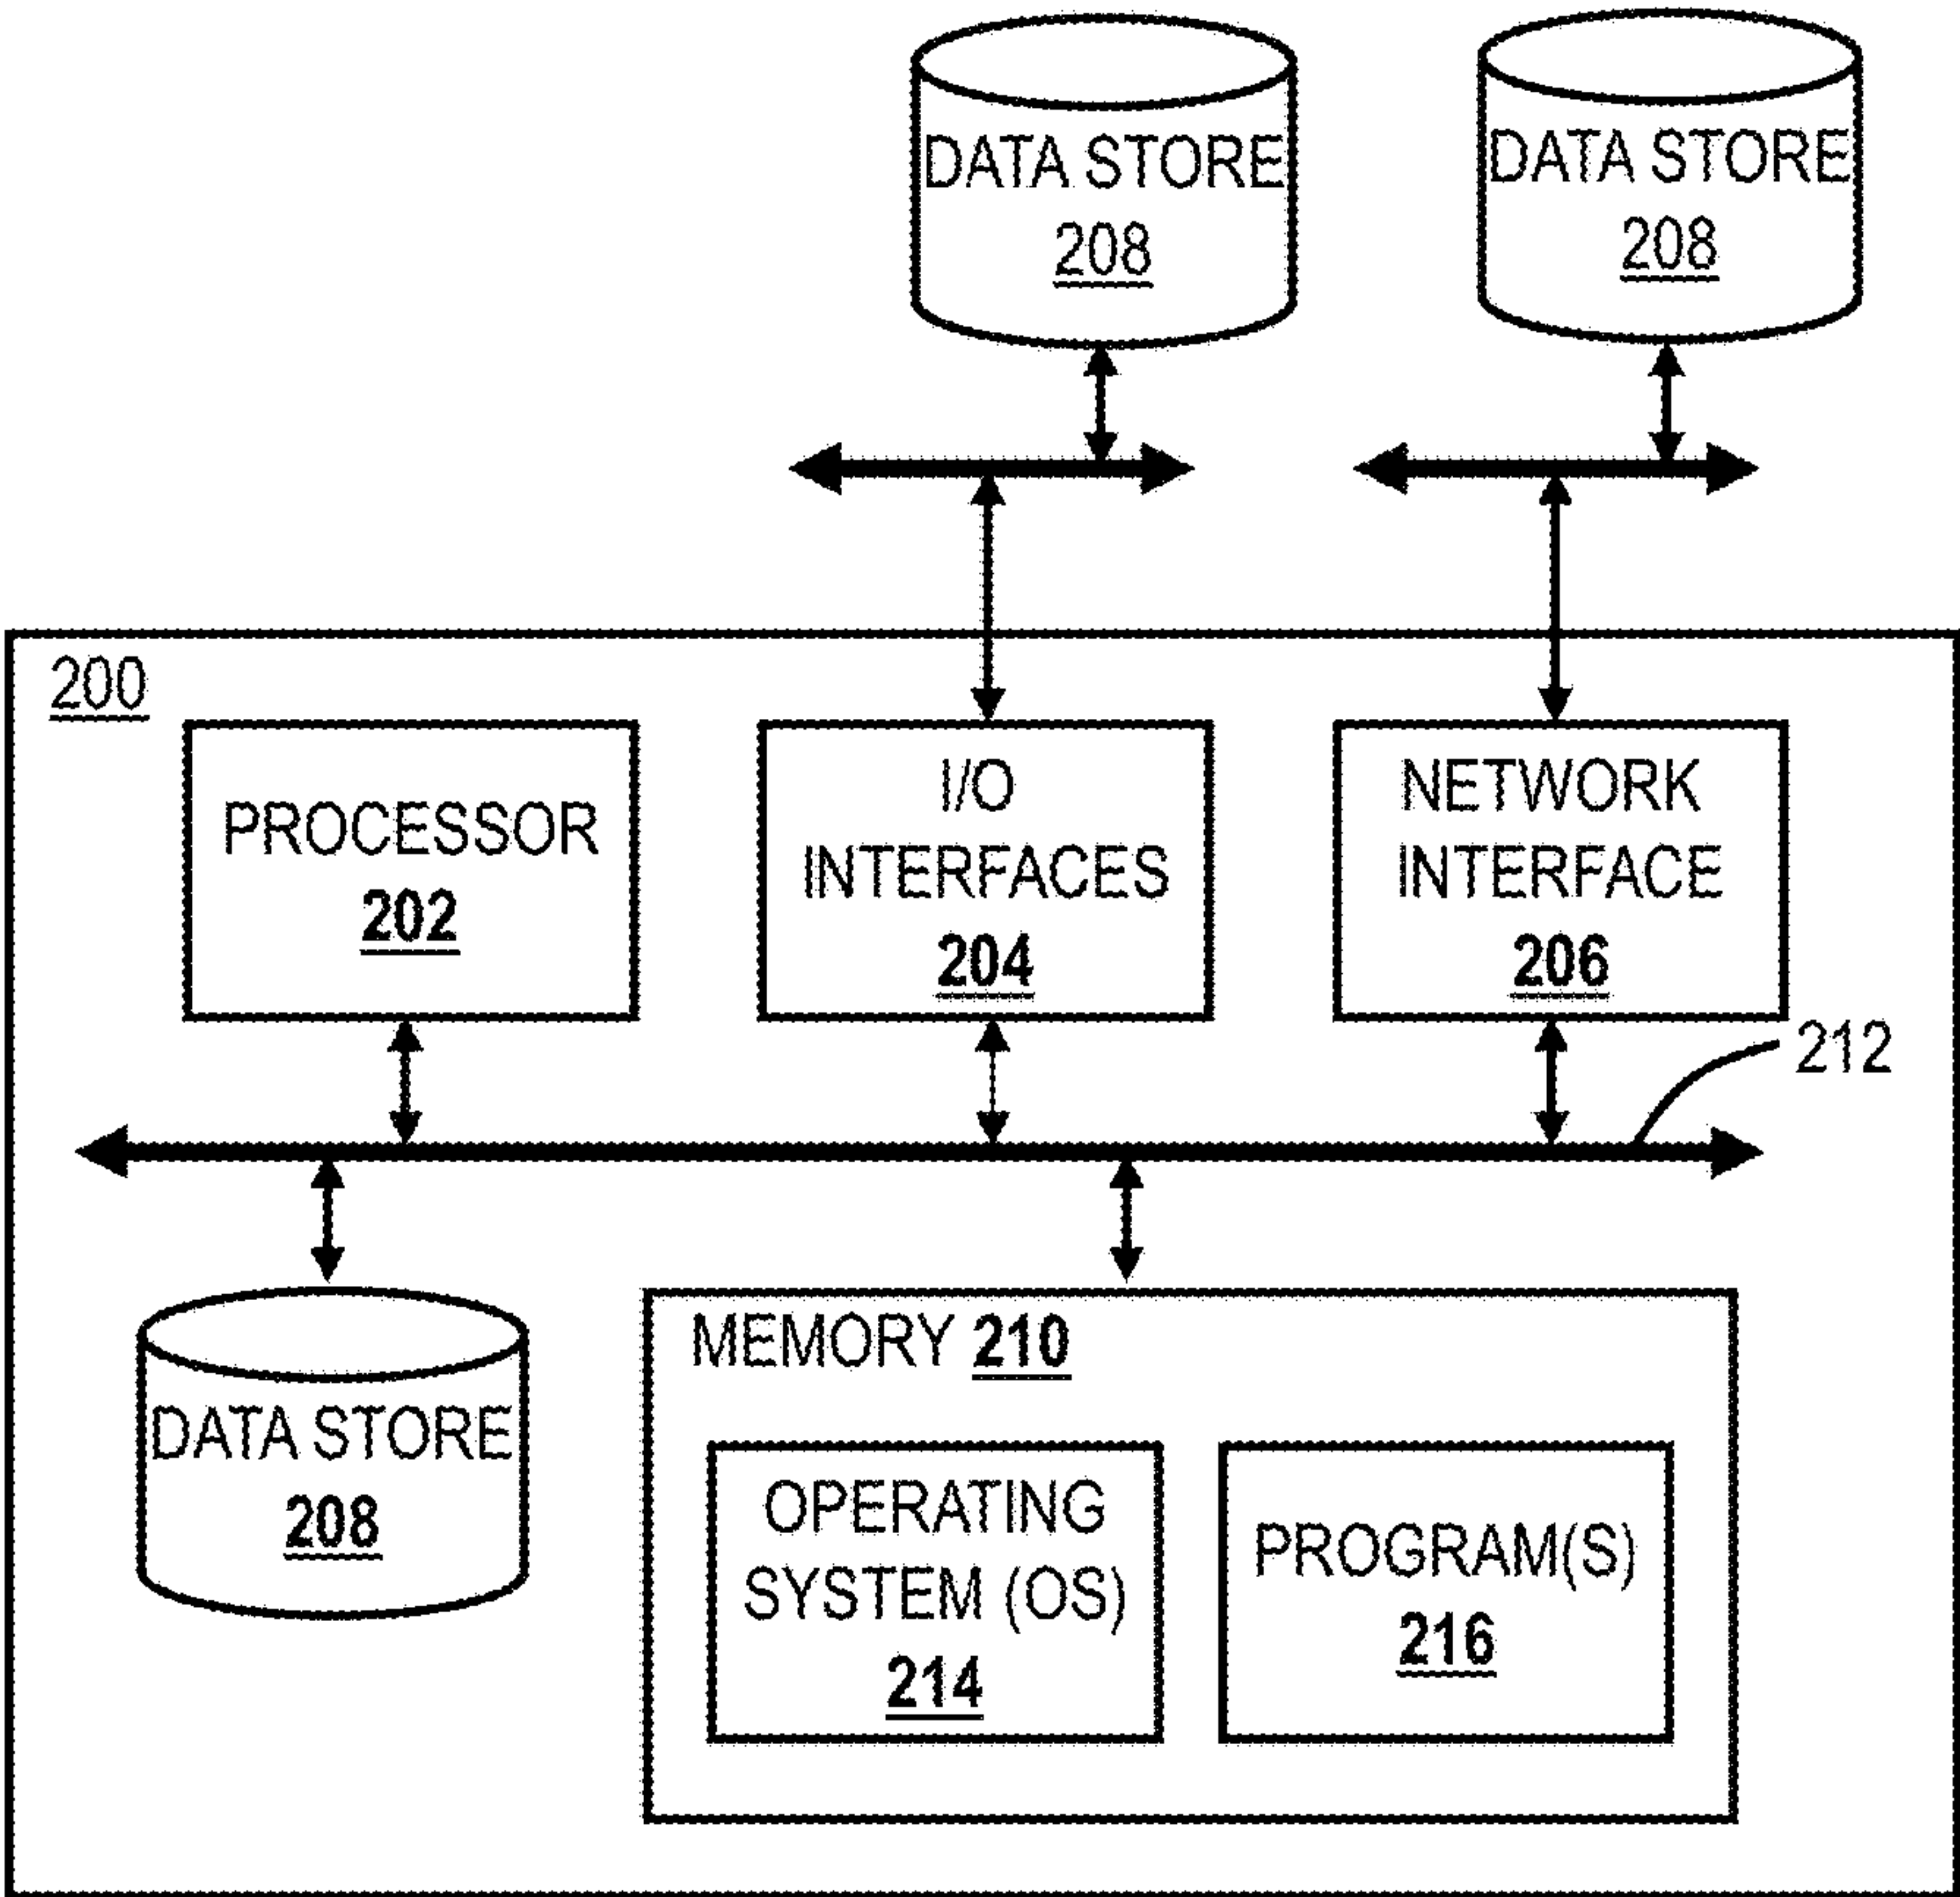 DATA STORE
208
DATA STORE
208
200
PROCESSOR
202
I/O
INTERFACES
204
NETWORK
INTERFACE
206
212
DATA STORE
208
MEMORY 210
OPERATING
SYSTEM (OS)
214
PROGRAM(S)
216